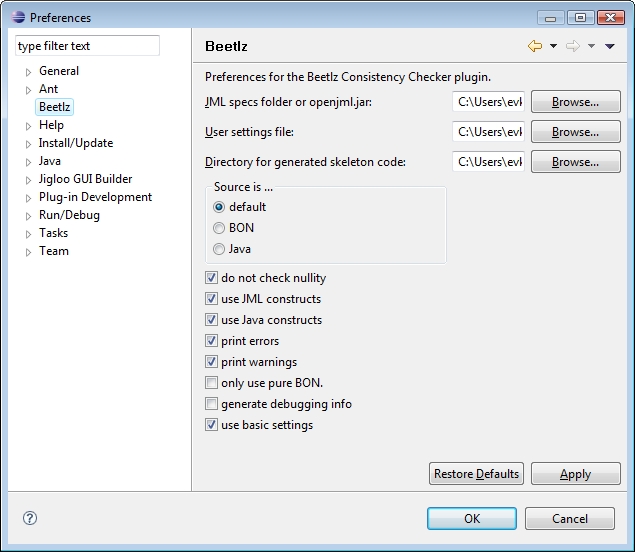 Preferences
type filter text
General
Ant
Beetlz
Help
Install/Update
Java
Jigloo GUI Builder
Plug-in Development
Run/Debug
Tasks
Team
Beetlz
Preferences for the Beetlz Consistency Checker plugin.
JML specs folder or openjml.jar: C:\Users\evk Browse...
User settings file: C:\Users\evk Browse...
Directory for generated skeleton code: C:\Users\evk Browse...
Source is ...
default
BON
Java
do not check nullity
use JML constructs
use Java constructs
print errors
print warnings
only use pure BON.
generate debugging info
use basic settings
Restore Defaults Apply
? OK Cancel